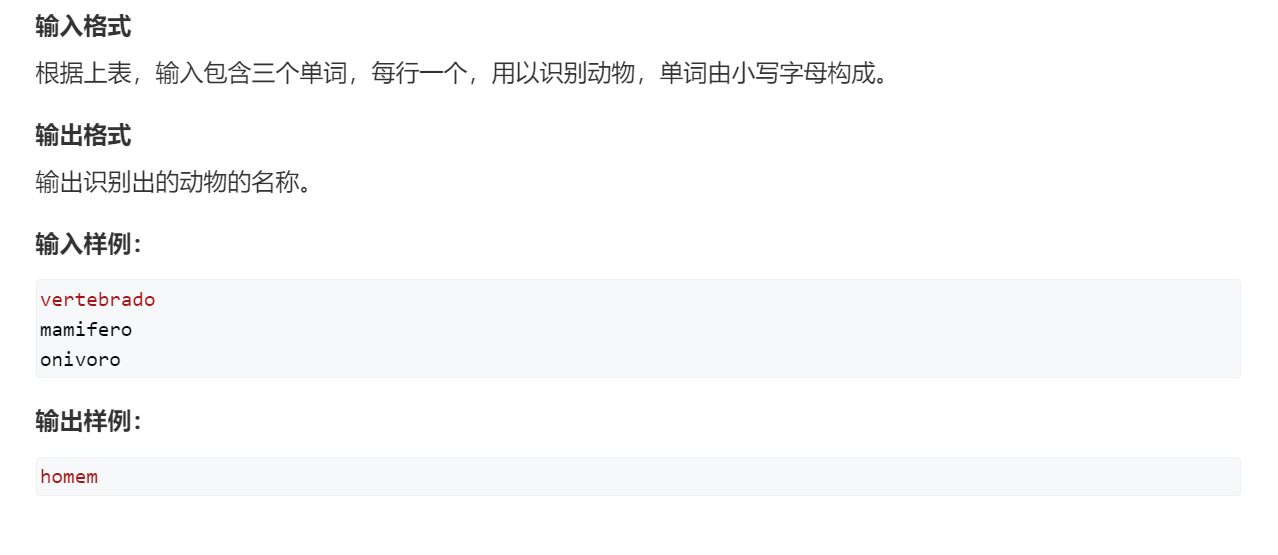 输入格式
根据上表，输入包含三个单词，每行一个，用以识别动物，单词由小写字母构成。
输出格式
输出识别出的动物的名称。
输入样例：
vertebrado
mamifero
onivoro
输出样例：
homem